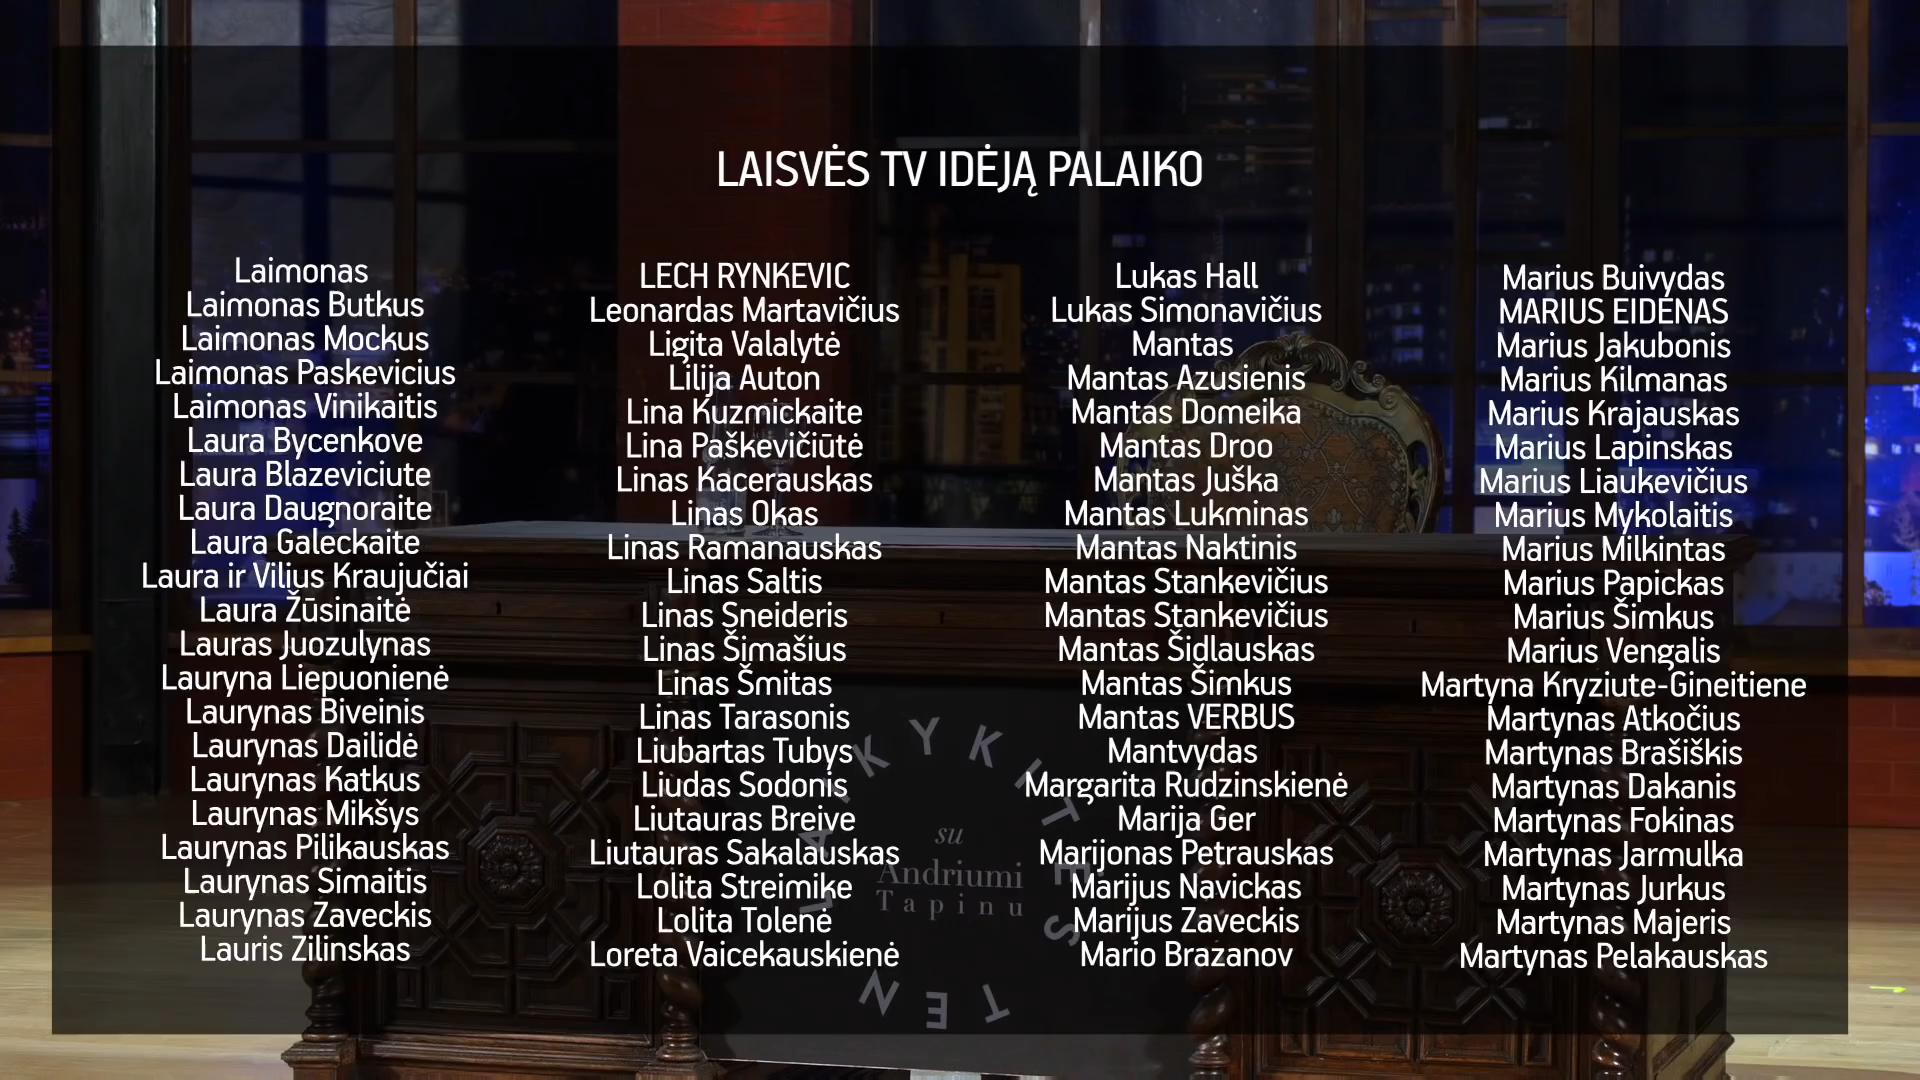 LAISVĖS TV IDĖJĄ PALAIKO
Laimonas
Laimonas Butkus
Laimonas Mockus
Laimonas Paskevicius
Laimonas Vinikaitis
Laura Bycenkove
Laura Blazeviciute
Laura Daugnoraite
Laura Galeckaite
Laura ir Vilius Kraujučiai
Laura Žūsinaitė
Lauras Juozulynas
Lauryna Liepuonienė
Laurynas Biveinis
Laurynas Dailidė
Laurynas Katkus
Laurynas Mikšys
Laurynas Pilikauskas
Laurynas Simaitis
Laurynas Zaveckis
Lauris Zilinskas
LECH RYNKEVIC
Leonardas Martavičius
Ligita Valalytė
Lilija Auton
Lina Kuzmickaite
Lina Paškevičiūtė
Linas Kacerauskas
Linas Okas
Linas Ramanauskas
Linas Saltis
Linas Sneideris
Linas Šimašius
Linas Šmitas
Linas Tarasonis
Liubartas Tubys
Liudas Sodonis
Liutauras Breive
Liutauras Sakalauskas
Lolita Streimike
Lolita Tolenė
Loreta Vaicekauskienė
Lukas Hall
Lukas Simonavičius
Mantas
Mantas Azusienis
Mantas Domeika
Mantas Droo
Mantas Juška
Mantas Lukminas
Mantas Naktinis
Mantas Stankevičius
Mantas Stankevičius
Mantas Šidlauskas
Mantas Šimkus
Mantas VERBUS
Mantvydas
Margarita Rudzinskienė
Marija Ger
Marijonas Petrauskas
Marijus Navickas
Marijus Zaveckis
Mario Brazanov
Marius Buivydas
MARIUS EIDENAS
Marius Jakubonis
Marius Kilmanas
Marius Krajauskas
Marius Lapinskas
Marius Liaukevičius
Marius Mykolaitis
Marius Milkintas
Marius Papickas
Marius Šimkus
Marius Vengalis
Martyna Kryziute-Gineitiene
Martynas Atkočius
Martynas Brašiškis
Martynas Dakanis
Martynas Fokinas
Martynas Jarmulka
Martynas Jurkus
Martynas Majeris
Martynas Pelakauskas
LAIKYKITĖS TEN
su
Andriumi
Tapinu